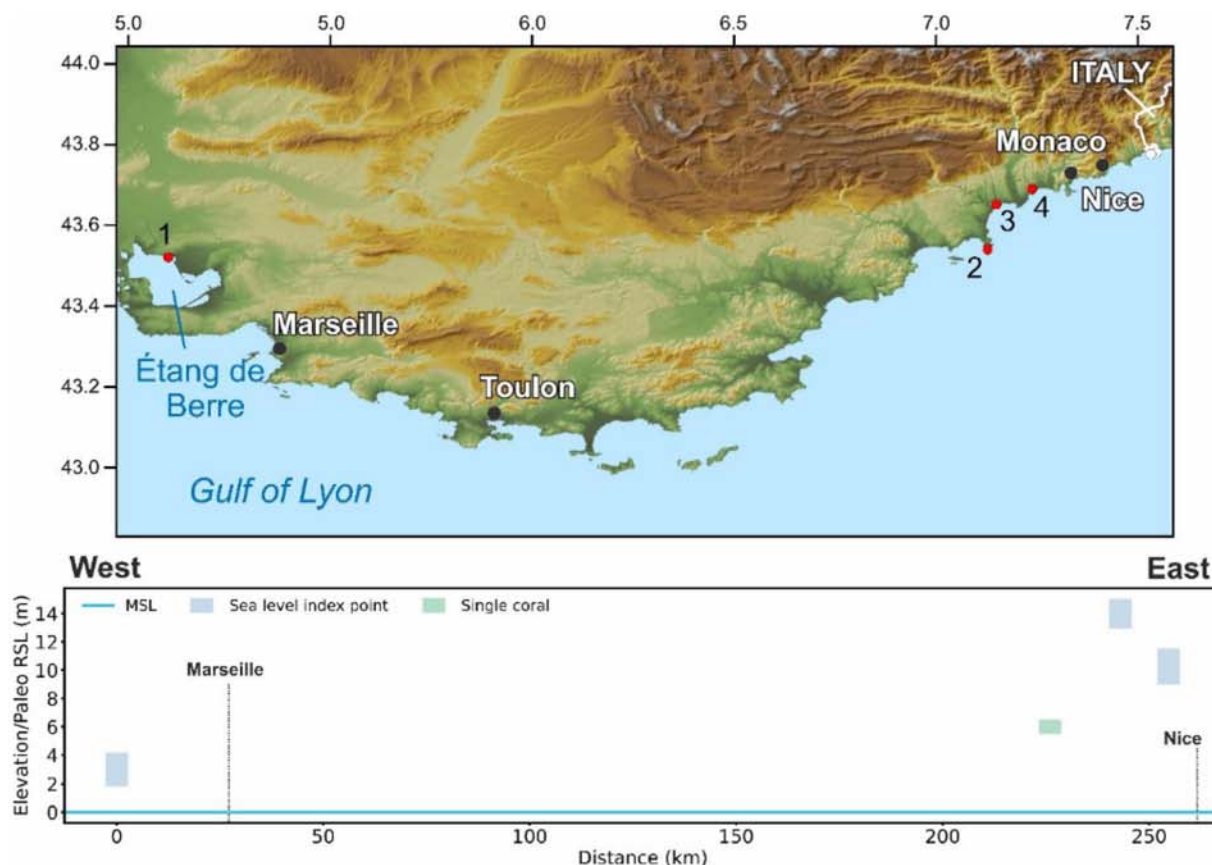 5.0 5.0 6.0 6.5 7.0 7.5
44.0
ITALY
43.8
Monaco
Nice
43.6
1
3
4
2
43.4
Marseille
Étang de
Berre
43.2
Toulon
43.0
Gulf of Lyon
West
East
MSL
Sea level index point
Single coral
Elevation/Paleo RSL (m)
14
12
10
8
6
4
2
0
Marseille
Nice
0 50 100 150 200 250
Distance (km)